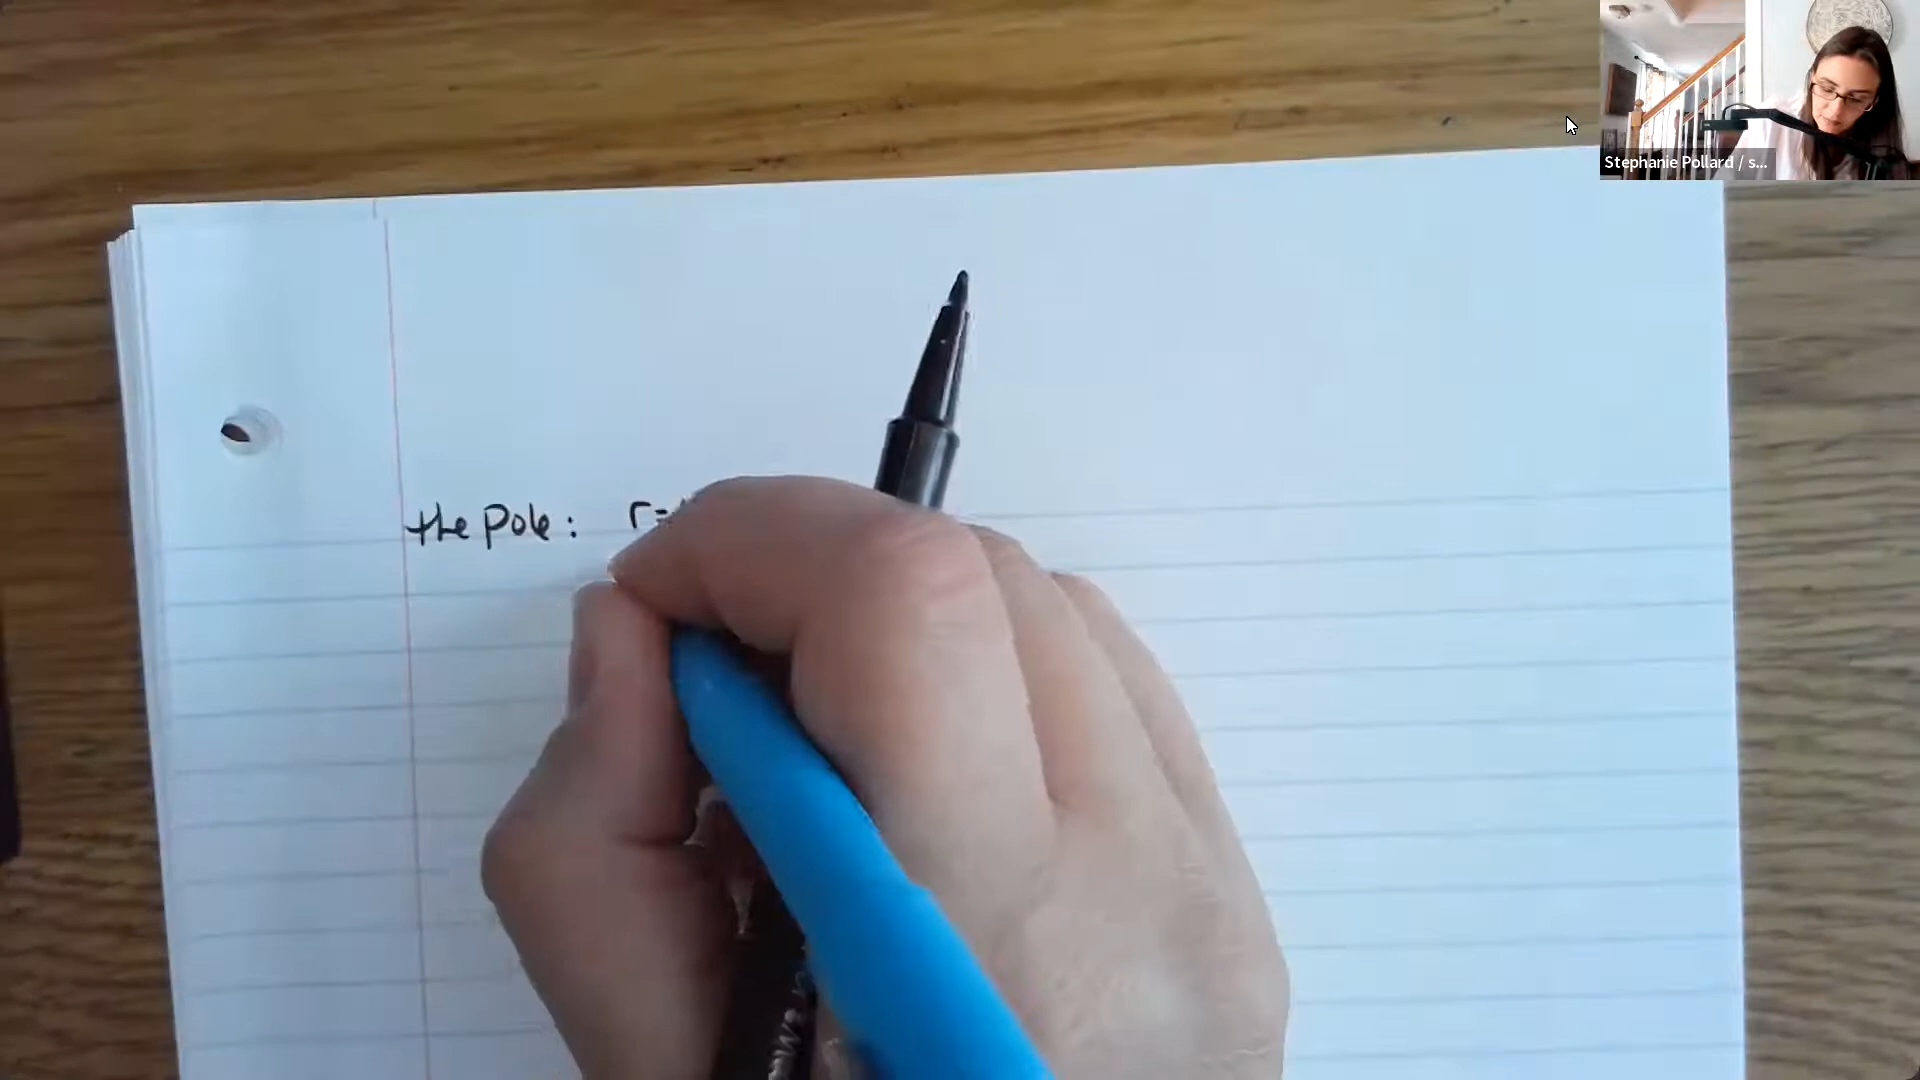 Stephanie Pollard / s...
the pole: r=